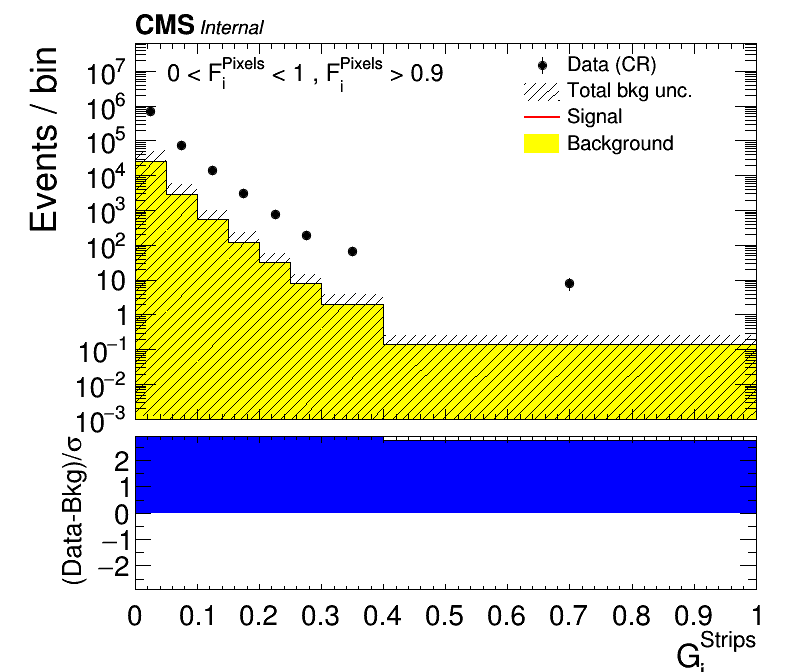 CMS Internal
0 < F_i^Pixels < 1 , F_i^Pixels > 0.9
Data (CR)
Total bkg unc.
Signal
Background
Events / bin
10^7
10^6
10^5
10^4
10^3
10^2
10
1
10^−1
10^−2
10^−3
(Data-Bkg)/σ
2
1
0
−1
−2
0 0.1 0.2 0.3 0.4 0.5 0.6 0.7 0.8 0.9 1
G_i^Strips